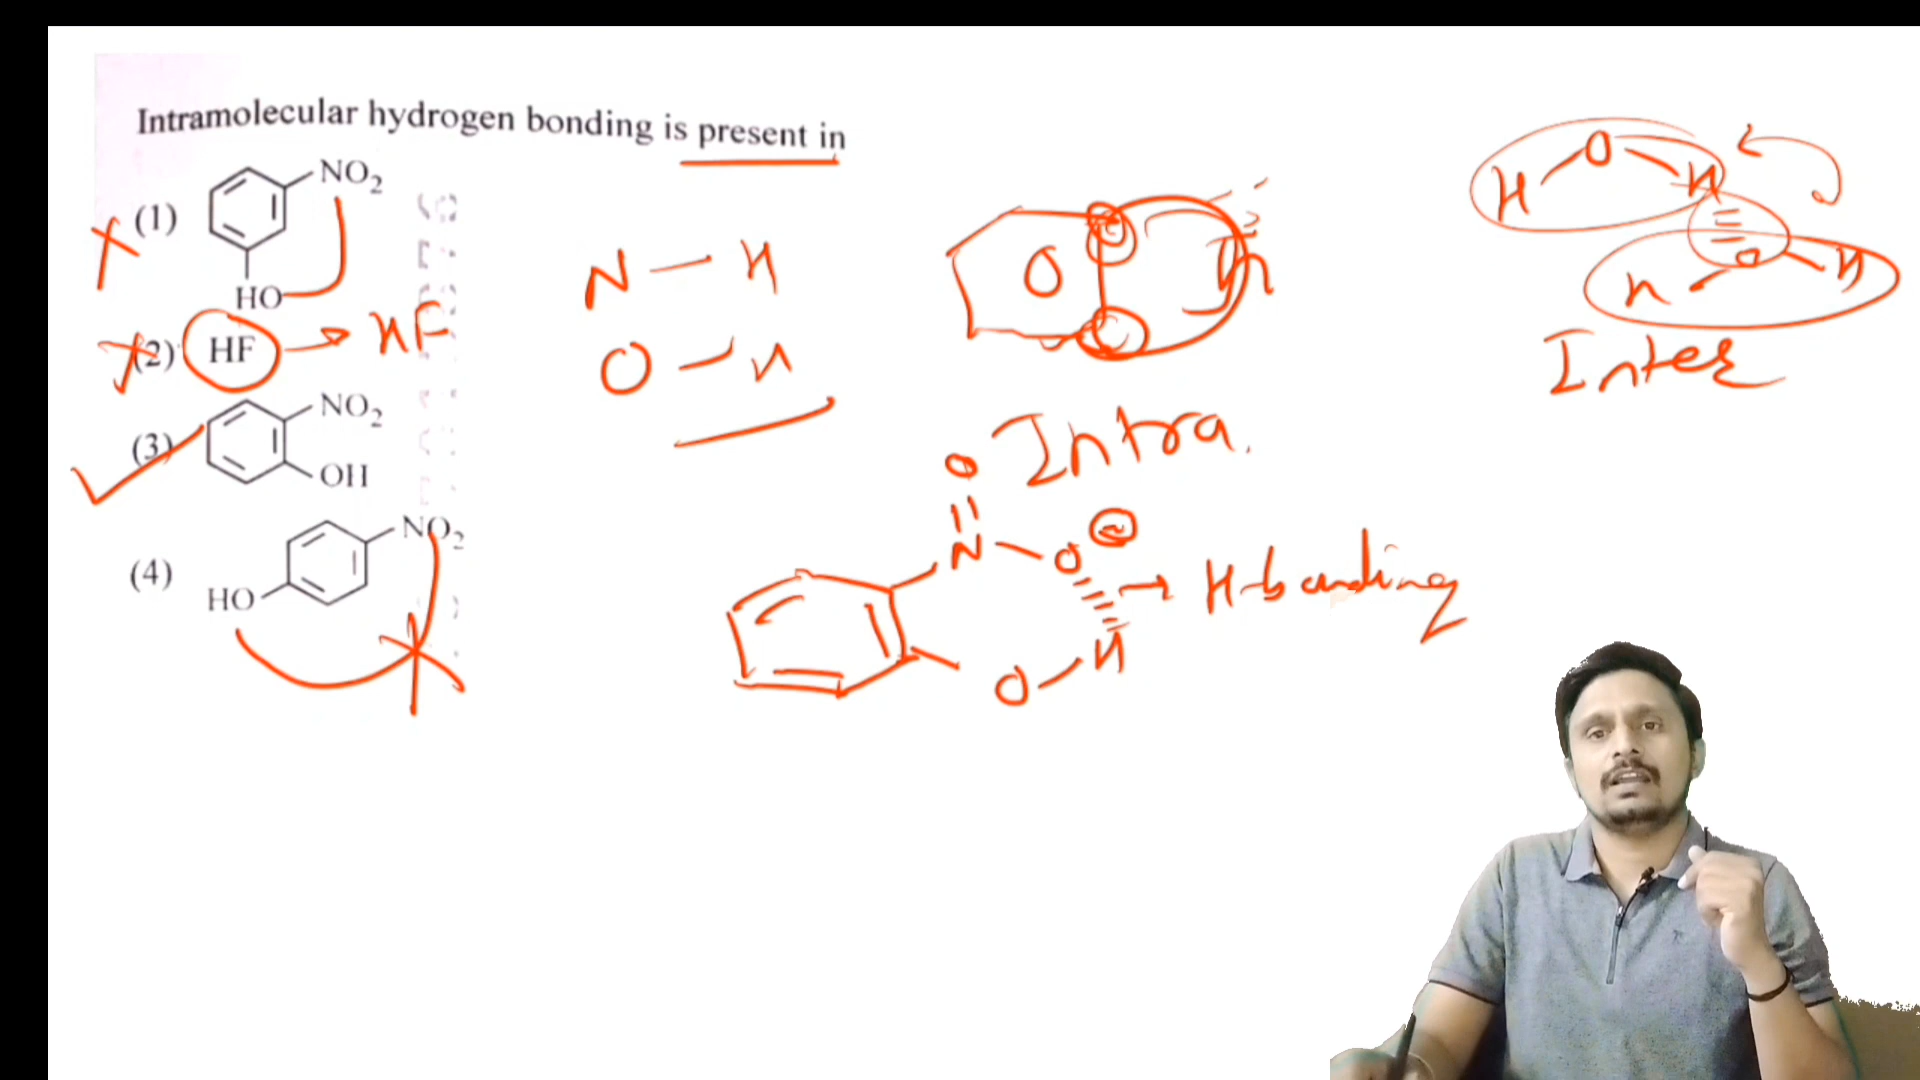 Intramolecular hydrogen bonding is present in
(1) NO2
HO
(2) HF → HF
(3) NO2
OH
(4) NO2
HO
N — H
O — H
O
H
Intra.
H O H
H O H
Inter
O
N — O ⊖
O — H
→ H-bonding